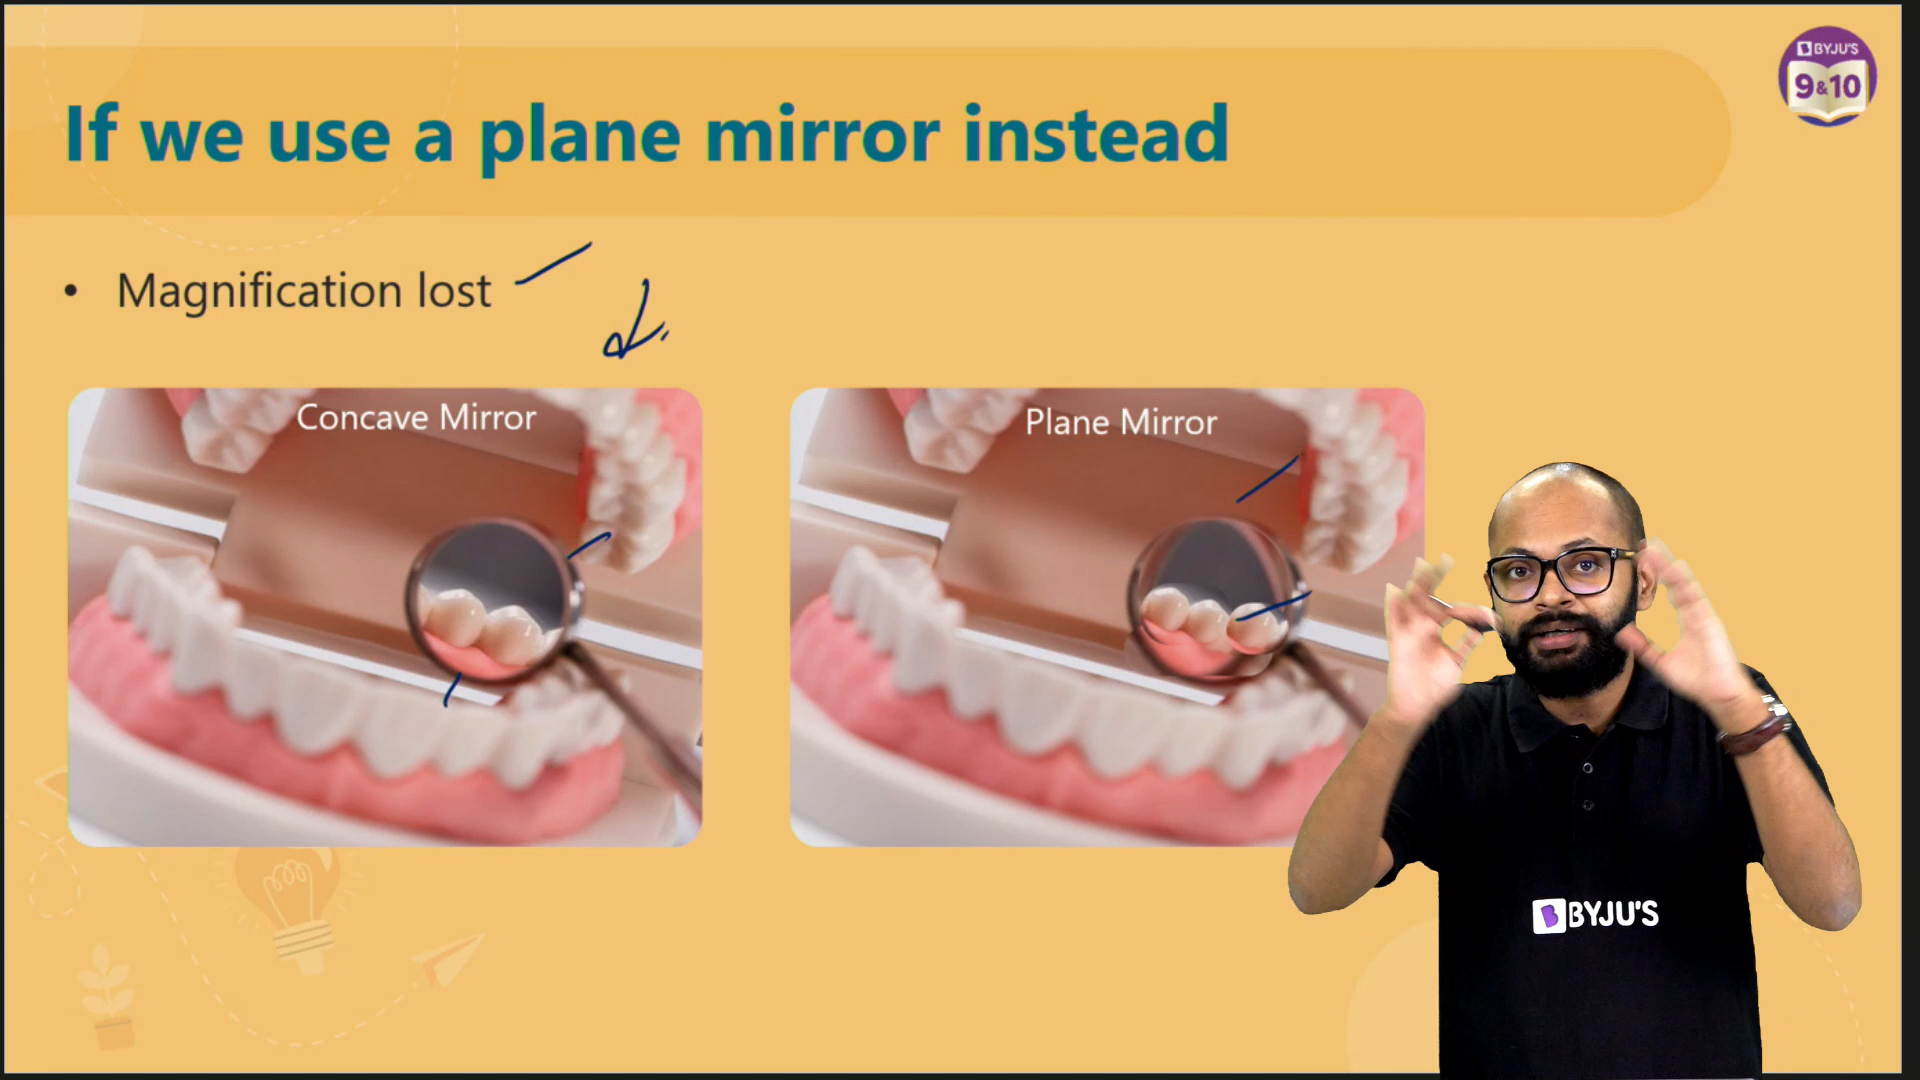 BYJU'S
9&10
If we use a plane mirror instead
• Magnification lost
Concave Mirror
Plane Mirror
BYJU'S